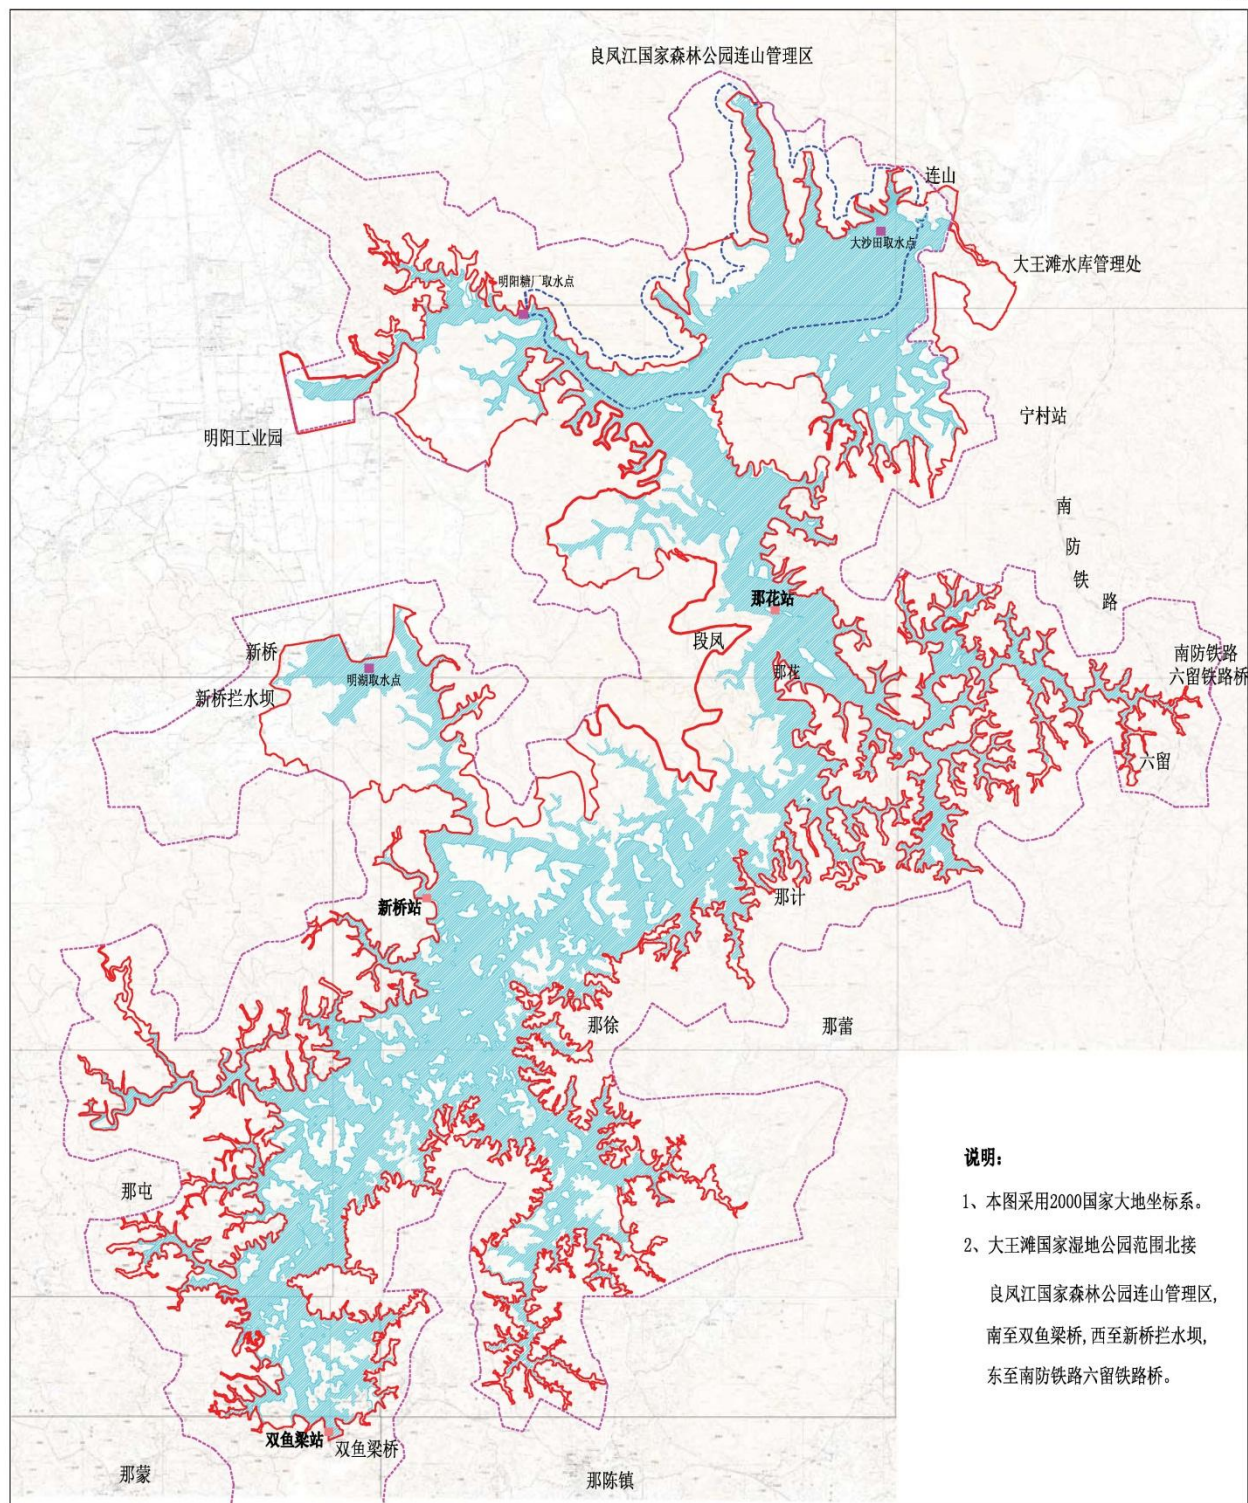 良凤江国家森林公园连山管理区
连山
大沙田取水点
大王滩水库管理处
明阳糖厂取水点
宁村站
明阳工业园
南
防
铁
路
那花站
段凤
新桥
那花
南防铁路
六留铁路桥
明湖取水点
新桥拦水坝
六留
那计
新桥站
那徐
那蕾
那屯
说明:
1、本图采用2000国家大地坐标系。
2、大王滩国家湿地公园范围北接
良凤江国家森林公园连山管理区,
南至双鱼梁桥,西至新桥拦水坝,
东至南防铁路六留铁路桥。
双鱼梁站
双鱼梁桥
那蒙
那陈镇